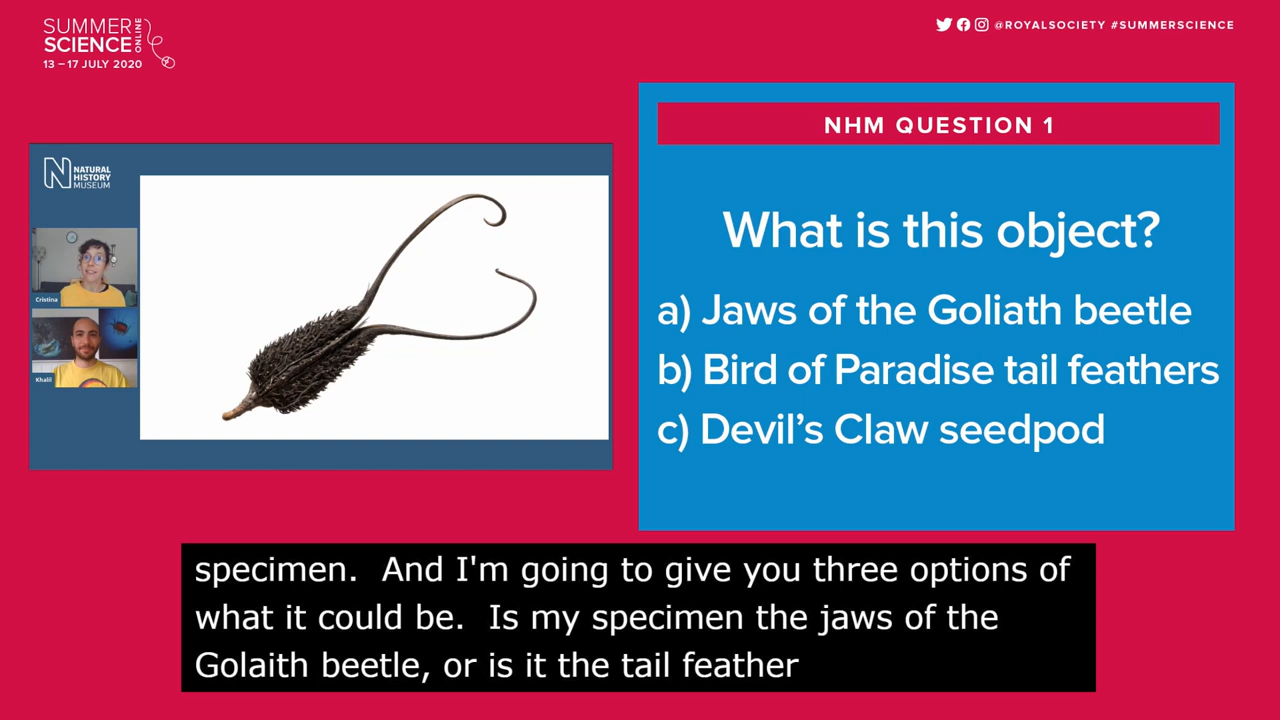 SUMMER
SCIENCE
ONLINE
13 – 17 JULY 2020
@ROYALSOCIETY #SUMMERSCIENCE
NATURAL
HISTORY
MUSEUM
Cristina
Khalil
NHM QUESTION 1
What is this object?
a) Jaws of the Goliath beetle
b) Bird of Paradise tail feathers
c) Devil's Claw seedpod
specimen. And I'm going to give you three options of
what it could be. Is my specimen the jaws of the
Golaith beetle, or is it the tail feather